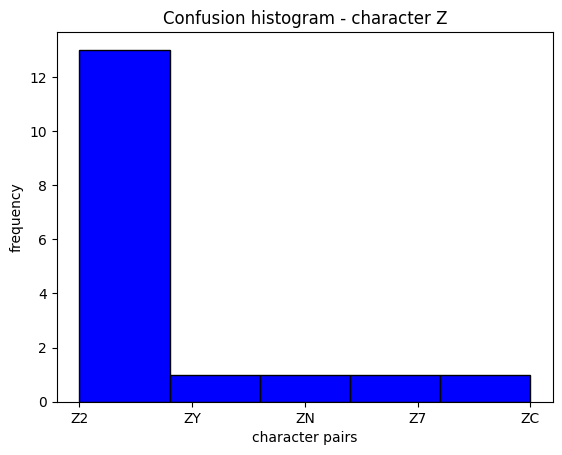 Confusion histogram - character Z
frequency
12
10
8
6
4
2
0
Z2 ZY ZN Z7 ZC
character pairs